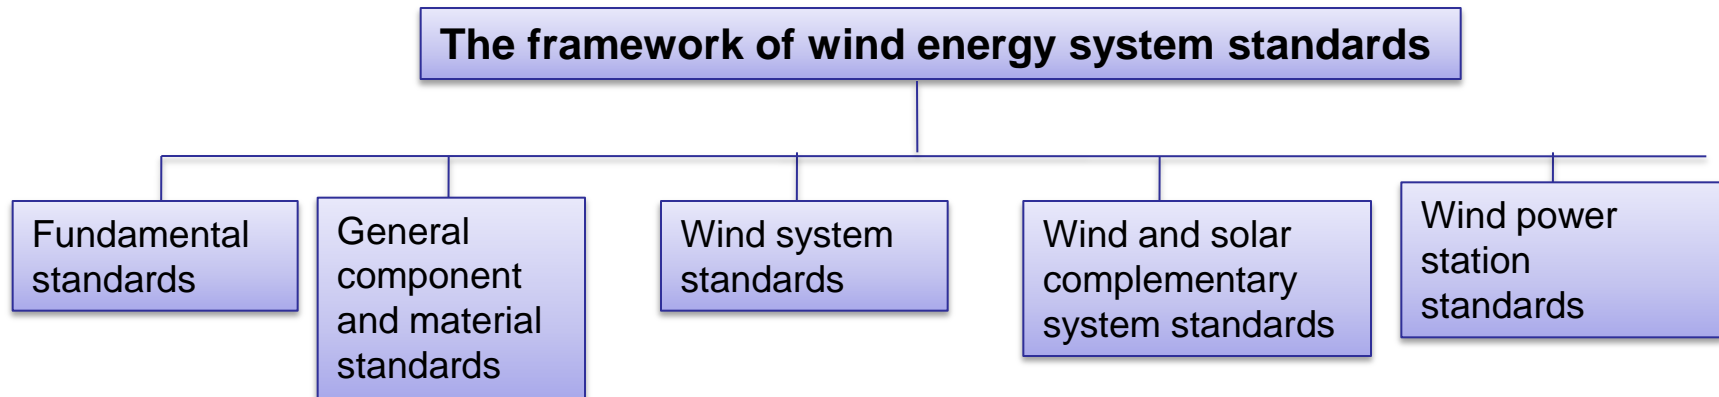 The framework of wind energy system standards
Fundamental
standards
General
component
and material
standards
Wind system
standards
Wind and solar
complementary
system standards
Wind power
station
standards